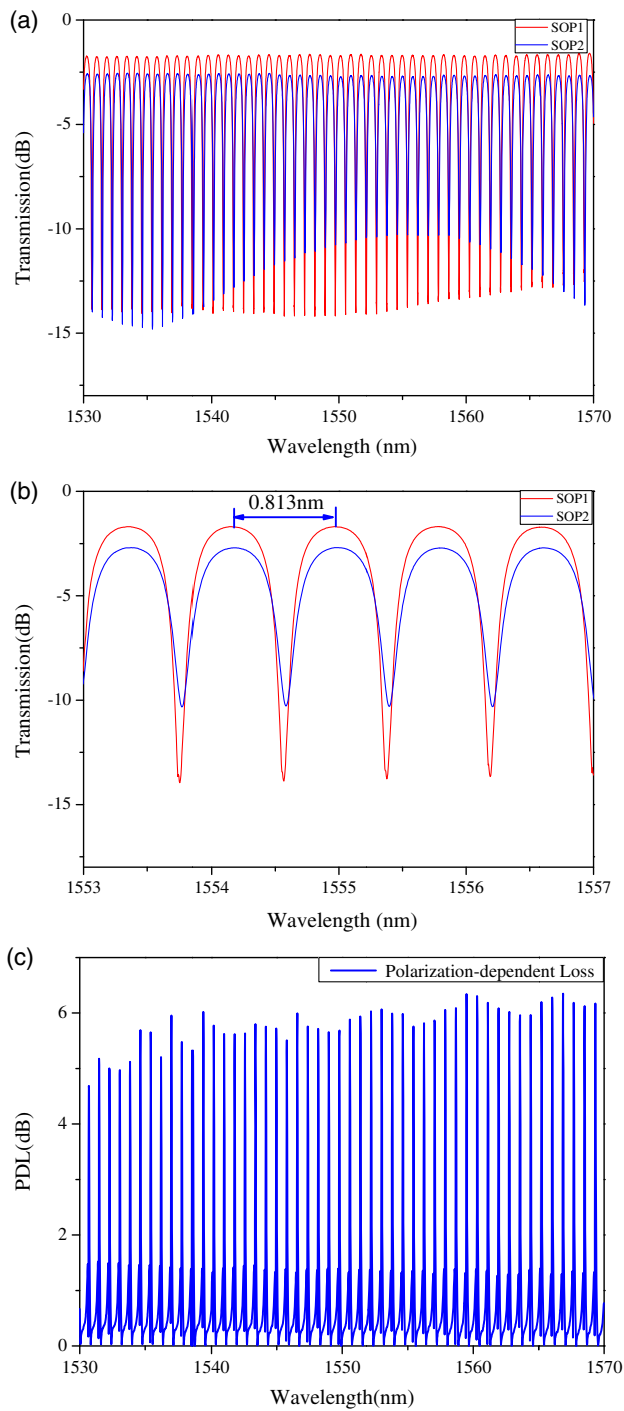 (a)
SOP1
SOP2
0
-5
-10
-15
Transmission(dB)
1530
1540
1550
1560
1570
Wavelength (nm)
(b)
SOP1
SOP2
0.813nm
0
-5
-10
-15
Transmission(dB)
1553
1554
1555
1556
1557
Wavelength (nm)
(c)
Polarization-dependent Loss
6
4
2
0
PDL(dB)
1530
1540
1550
1560
1570
Wavelength(nm)